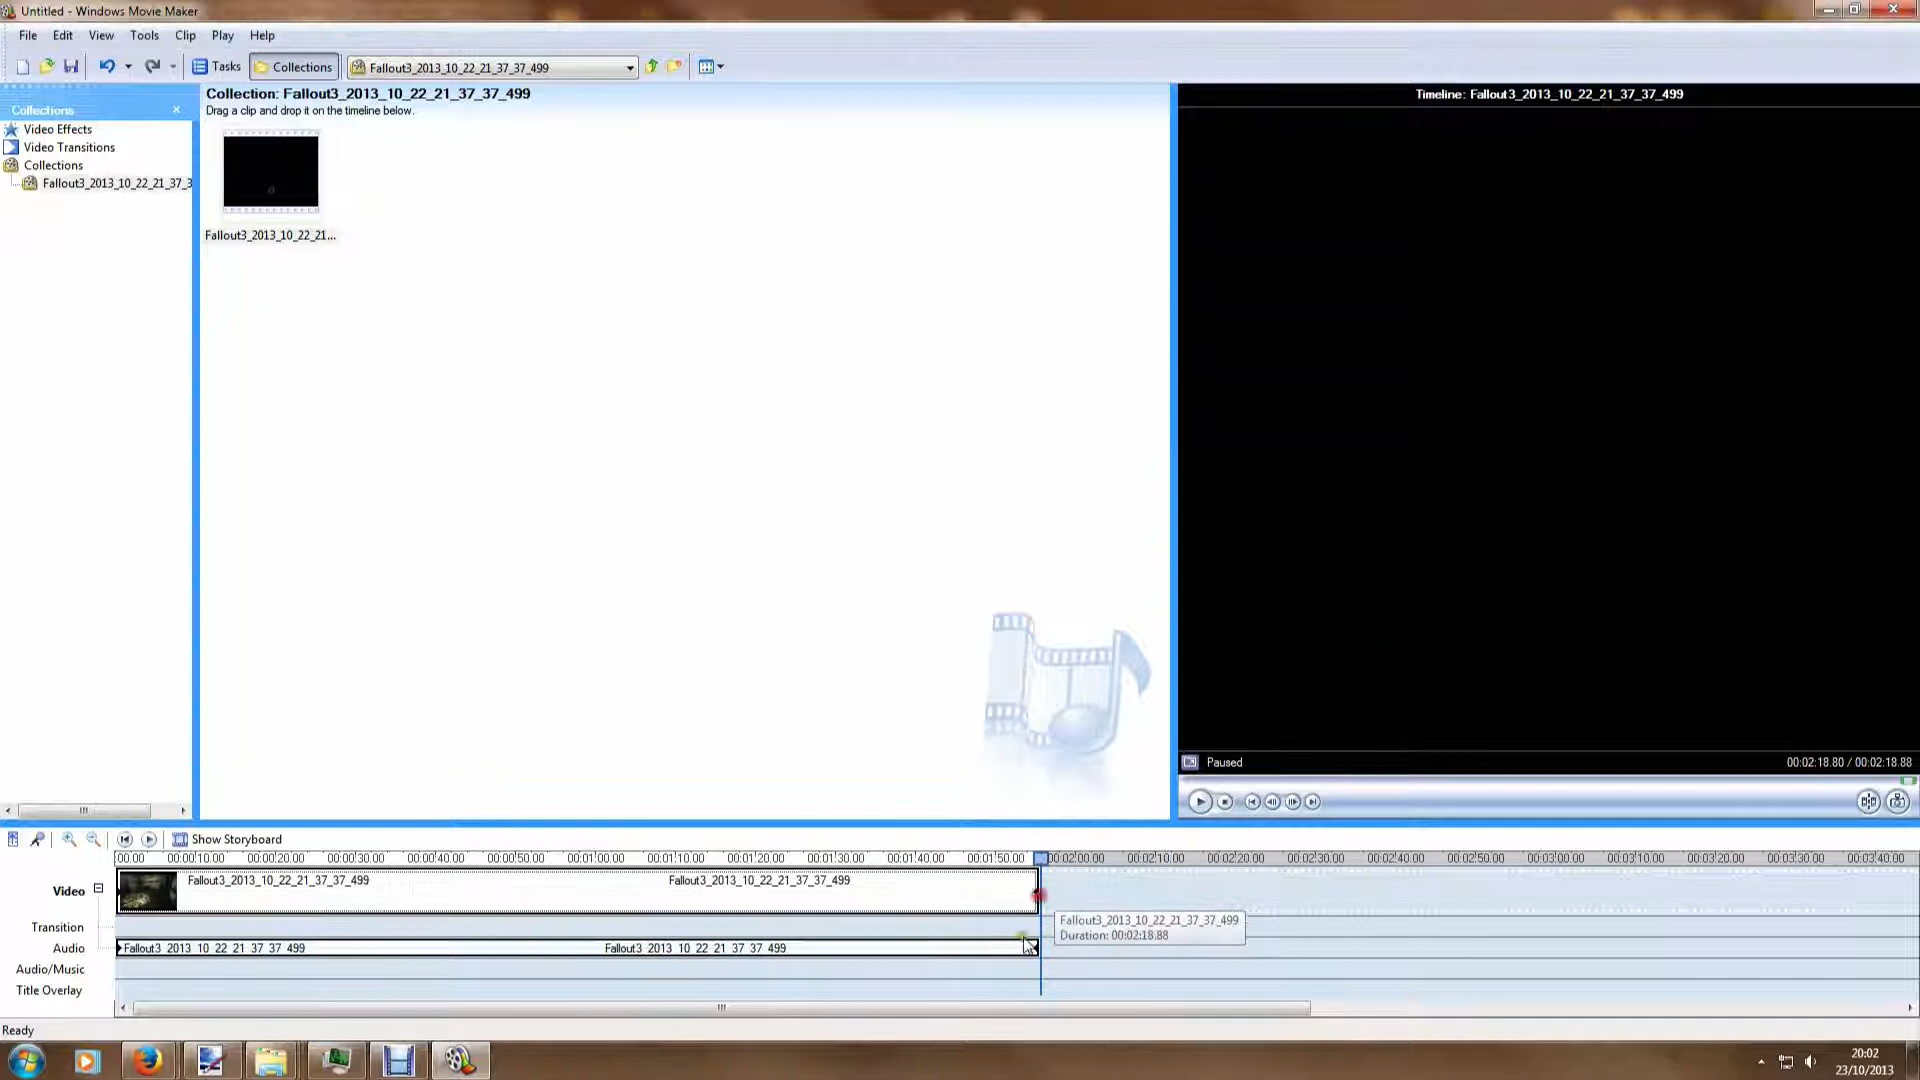 Untitled - Windows Movie Maker
File Edit View Tools Clip Play Help
Tasks Collections Fallout3_2013_10_22_21_37_37_499
Collections
Video Effects
Video Transitions
Collections
Fallout3_2013_10_22_21_37_3
Collection: Fallout3_2013_10_22_21_37_37_499
Drag a clip and drop it on the timeline below.
Fallout3_2013_10_22_21...
Timeline: Fallout3_2013_10_22_21_37_37_499
Paused 00:02:18.80 / 00:02:18.88
Show Storyboard
00.00 00:00:10.00 00:00:20.00 00:00:30.00 00:00:40.00 00:00:50.00 00:01:00.00 00:01:10.00 00:01:20.00 00:01:30.00 00:01:40.00 00:01:50.00 00:02:00.00 00:02:10.00 00:02:20.00 00:02:30.00 00:02:40.00 00:02:50.00 00:03:00.00 00:03:10.00 00:03:20.00 00:03:30.00 00:03:40.00
Video Fallout3_2013_10_22_21_37_37_499 Fallout3_2013_10_22_21_37_37_499
Fallout3_2013_10_22_21_37_37_499
Duration: 00:02:18.88
Transition
Audio Fallout3_2013_10_22_21_37_37_499 Fallout3_2013_10_22_21_37_37_499
Audio/Music
Title Overlay
Ready
20:02
23/10/2013